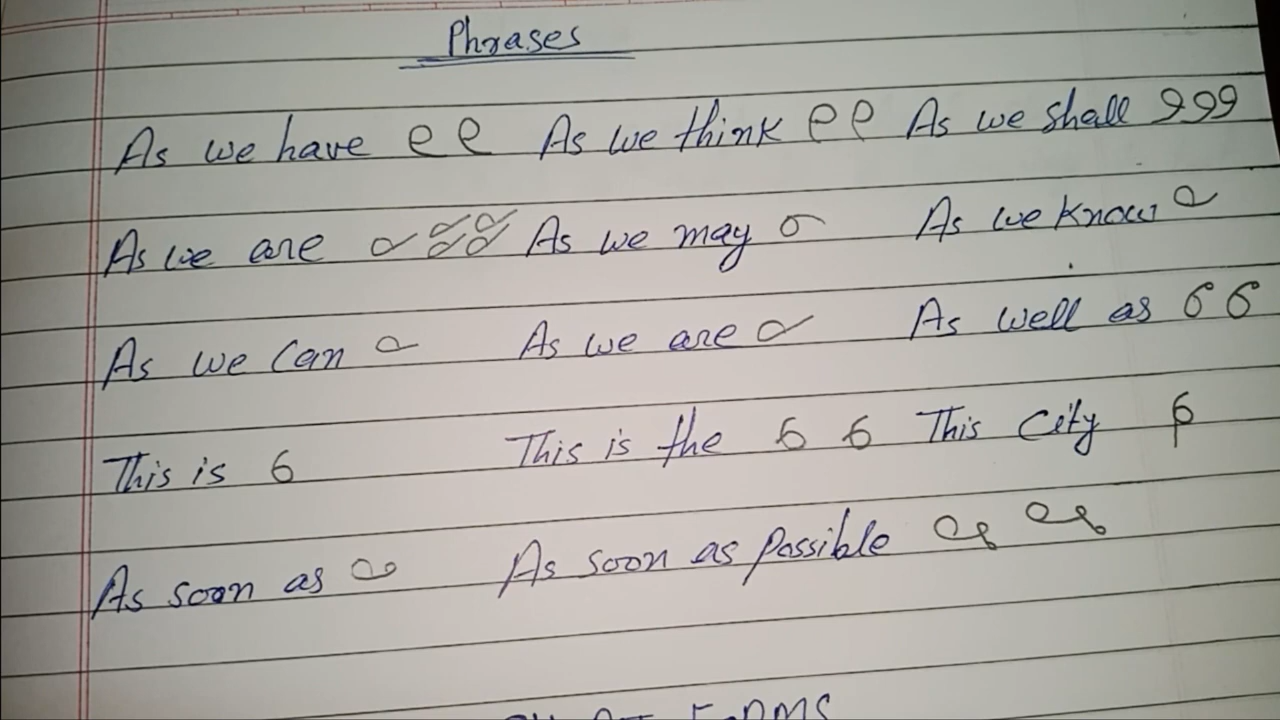 Phrases
As we have As we think As we shall
As we are As we may As we know
As we can As we are As well as
This is This is the This City
As soon as As soon as possible